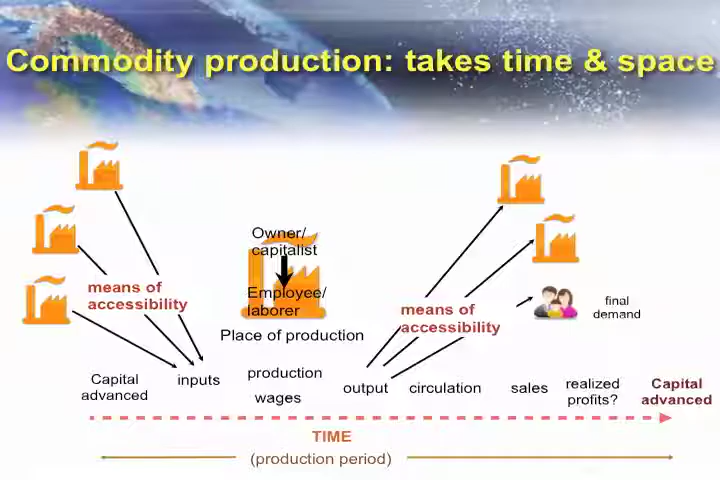 Commodity production: takes time & space
Owner/
capitalist
Employee/
laborer
Place of production
means of
accessibility
means of
accessibility
final
demand
Capital
advanced
inputs
production
wages
output
circulation
sales
realized
profits?
Capital
advanced
TIME
(production period)